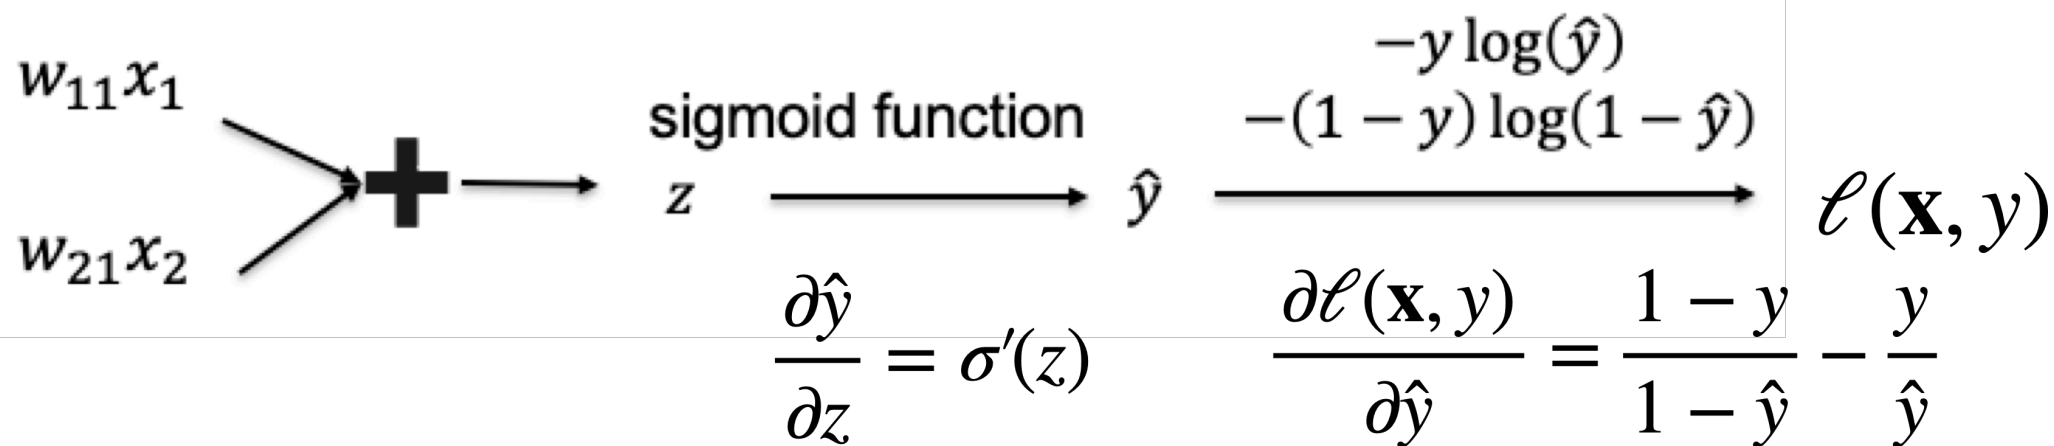 −y log(ŷ)
w₁₁x₁
sigmoid function
−(1 − y) log(1 − ŷ)
+
z
ŷ
ℓ(𝐱, y)
w₂₁x₂
∂ŷ/∂z = σ′(z)
∂ℓ(𝐱, y)/∂ŷ = (1 − y)/(1 − ŷ) − y/ŷ